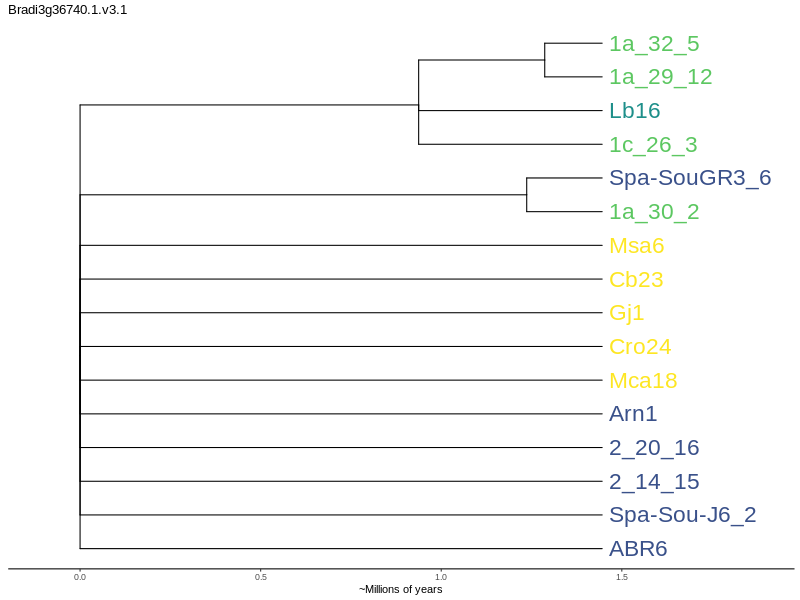 Bradi3g36740.1.v3.1
1a_32_5
1a_29_12
Lb16
1c_26_3
Spa-SouGR3_6
1a_30_2
Msa6
Cb23
Gj1
Cro24
Mca18
Arn1
2_20_16
2_14_15
Spa-Sou-J6_2
ABR6
0.0 0.5 1.0 1.5
~Millions of years